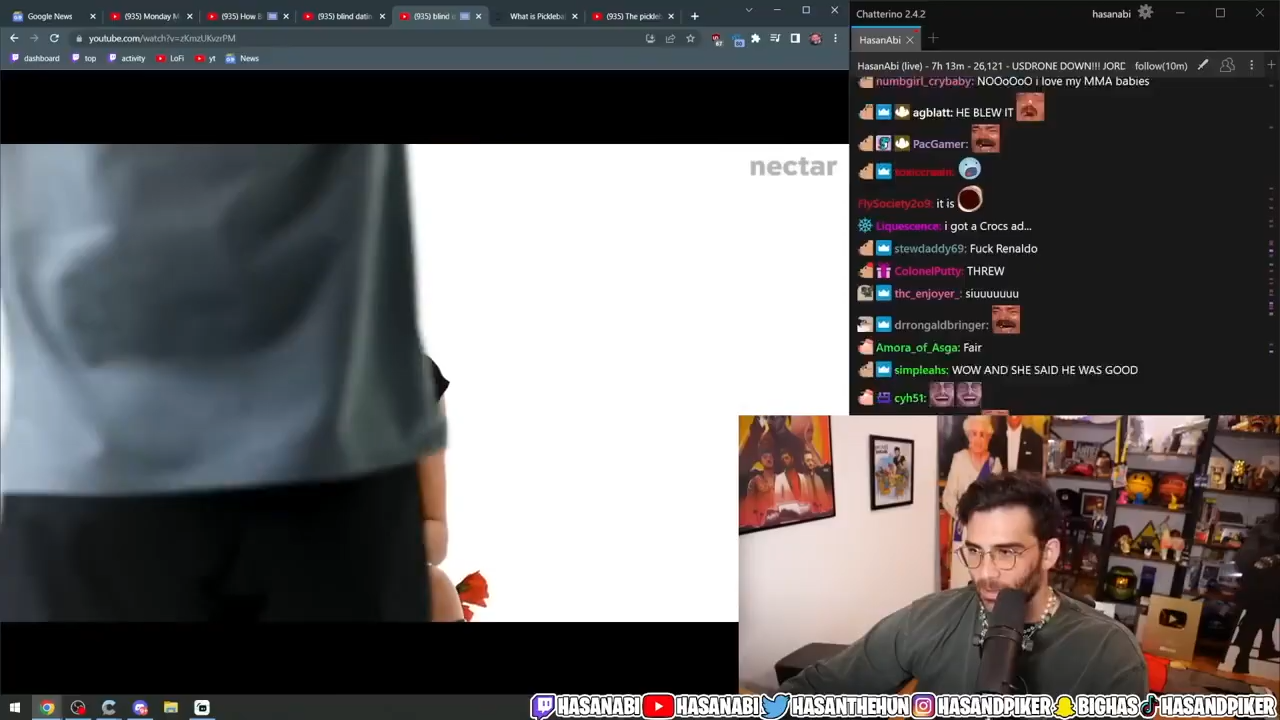 Google News
(935) Monday M
(935) How B
(935) blind datin
(935) blind d
What is Pickleba
(935) The pickleb
youtube.com/watch?v=zKmzUKvzrPM
dashboard
top
activity
LoFi
yt
News
nectar
Chatterino 2.4.2
hasanabi
HasanAbi
HasanAbi (live) - 7h 13m - 26,121 - USDRONE DOWN!!! JORD
follow(10m)
numbgirl_crybaby: NOOoOoO i love my MMA babies
agblatt: HE BLEW IT
PacGamer:
FlySociety2o9: it is
Liquescence: i got a Crocs ad...
stewdaddy69: Fuck Renaldo
ColonelPutty: THREW
thc_enjoyer_: siuuuuuuu
drrongaldbringer:
Amora_of_Asga: Fair
simpleahs: WOW AND SHE SAID HE WAS GOOD
cyh51:
HASANABI
HASANABI
HASANTHEHUN
HASANDPIKER
BIGHAS
HASANDPIKER